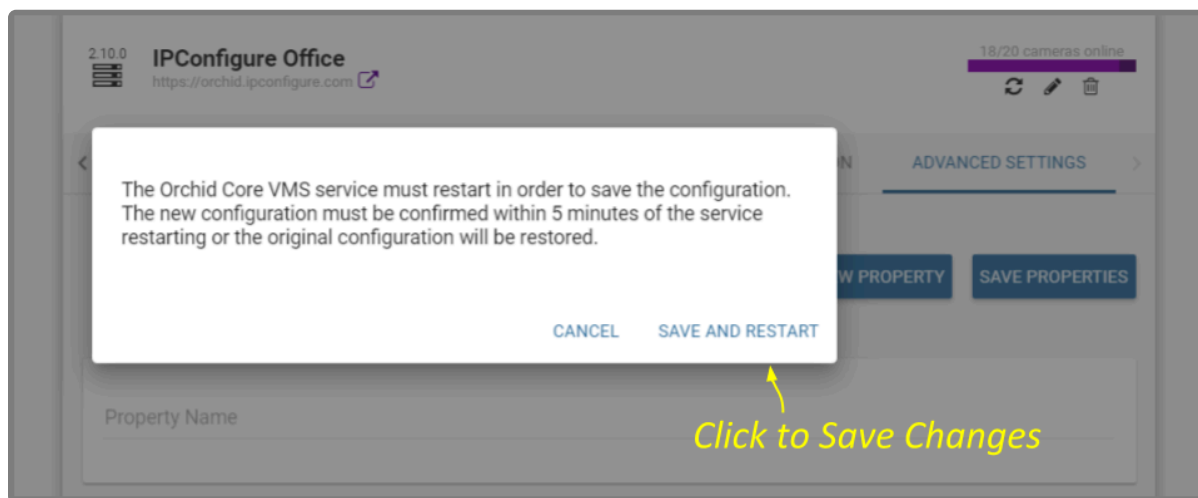 2.10.0
IPConfigure Office
https://orchid.ipconfigure.com
18/20 cameras online
N
ADVANCED SETTINGS
The Orchid Core VMS service must restart in order to save the configuration.
The new configuration must be confirmed within 5 minutes of the service
restarting or the original configuration will be restored.
W PROPERTY
SAVE PROPERTIES
CANCEL
SAVE AND RESTART
Property Name
Click to Save Changes